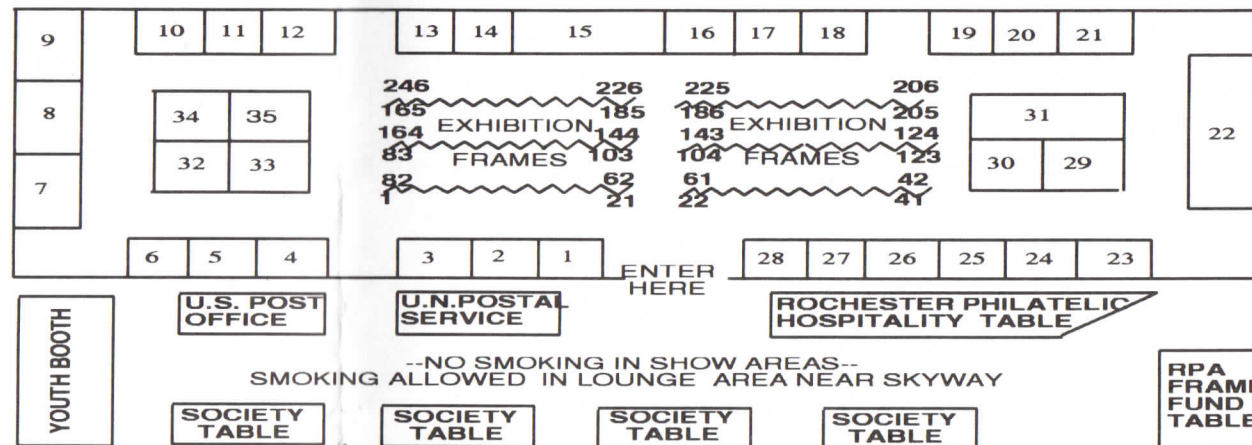 9 10 11 12 13 14 15 16 17 18 19 20 21
246 226 225 206
165 185 186 205
8 34 35 EXHIBITION EXHIBITION 31 22
164 144 143 124
32 33 83 FRAMES 103 104 FRAMES 123 30 29
7 82 62 61 42
1 21 22 41
6 5 4 3 2 1 28 27 26 25 24 23
ENTER
HERE
U.S. POST
OFFICE
U.N.POSTAL
SERVICE
ROCHESTER PHILATELIC
HOSPITALITY TABLE
YOUTH BOOTH
--NO SMOKING IN SHOW AREAS--
SMOKING ALLOWED IN LOUNGE AREA NEAR SKYWAY
RPA
FRAME
FUND
TABLE
SOCIETY
TABLE
SOCIETY
TABLE
SOCIETY
TABLE
SOCIETY
TABLE